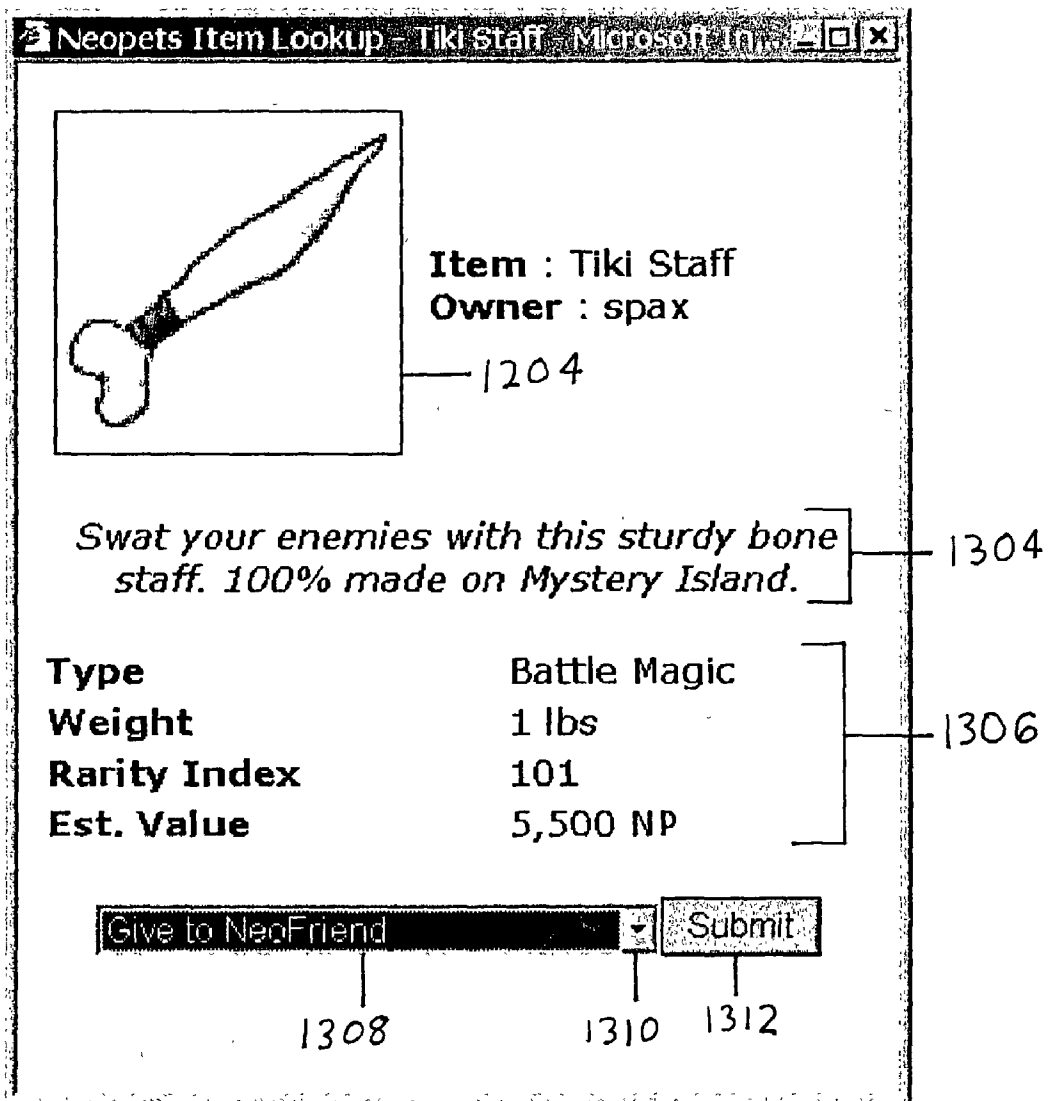 Neopets Item Lookup - Tiki Staff - Microsoft In...
Item : Tiki Staff
Owner : spax
1204
Swat your enemies with this sturdy bone
staff. 100% made on Mystery Island.
1304
Type Battle Magic
Weight 1 lbs
Rarity Index 101
Est. Value 5,500 NP
1306
Give to NeoFriend Submit
1308 1310 1312